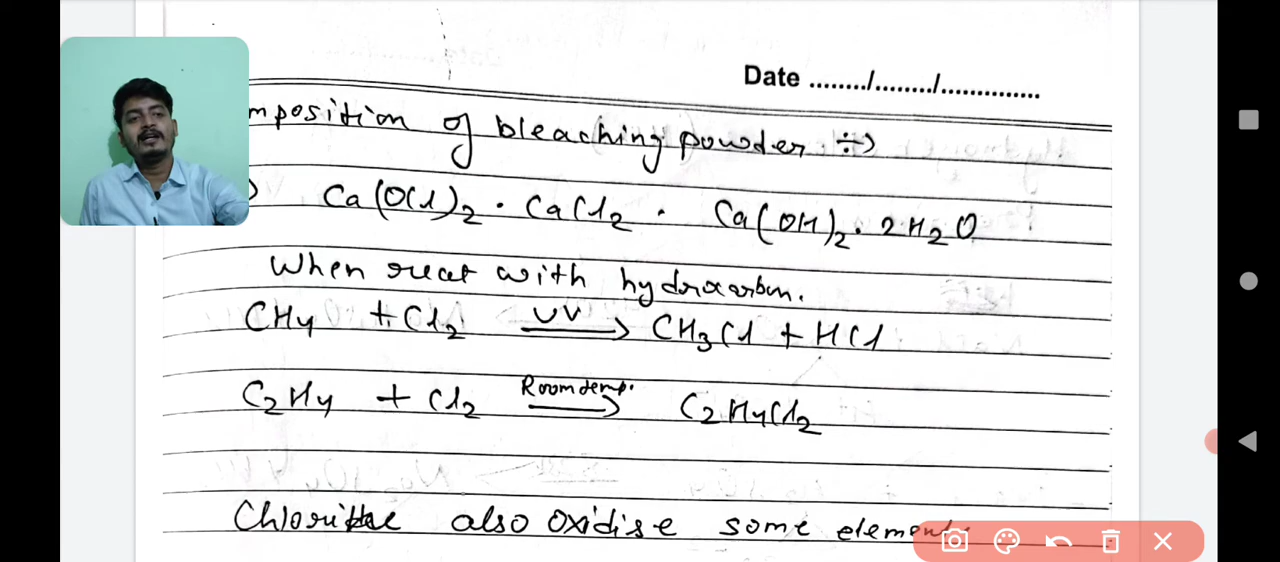 Date ......../......../..............
mposition of bleaching powder ÷)
Ca(OCl)2 . CaCl2 . Ca(OH)2 . 2H2O
When react with hydrocarbon.
CH4 + Cl2 UV → CH3Cl + HCl
C2H4 + Cl2 Room temp. → C2H4Cl2
also oxidise some element